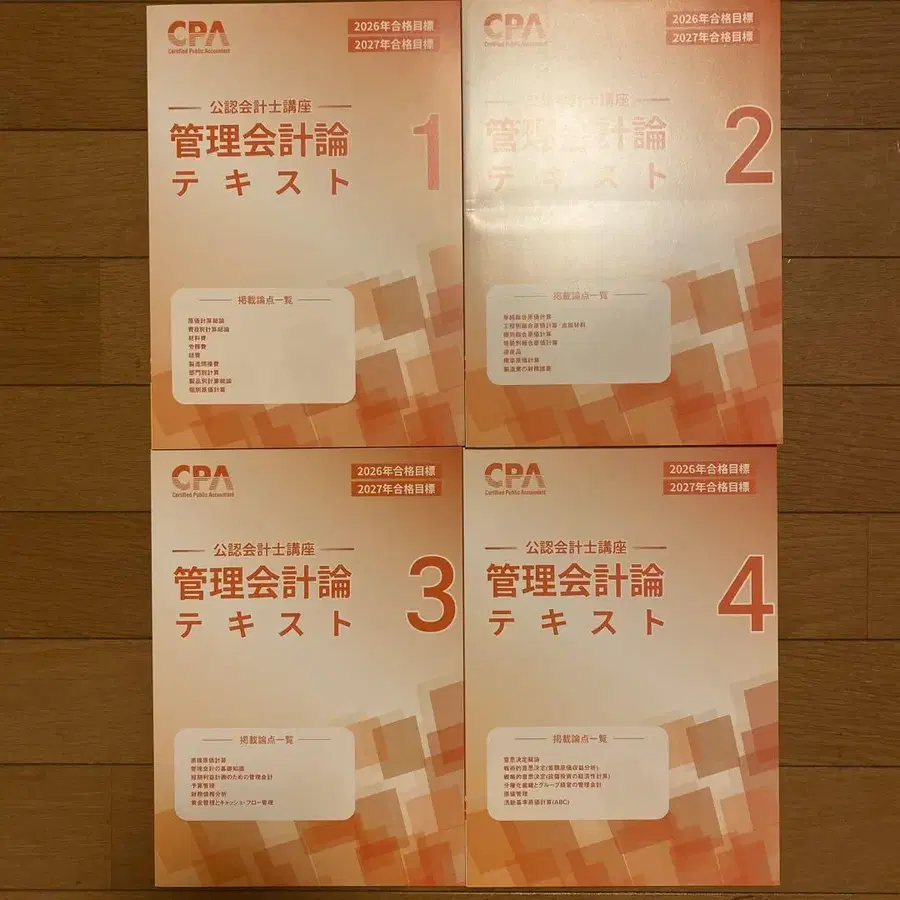 CPA
Certified Public Accountant
2026年合格目標
2027年合格目標
公認会計士講座
管理会計論
テキスト
1
掲載論点一覧
原価計算総論
費目別計算総論
材料費
労務費
経費
製造間接費
部門別計算
製品別計算総論
個別原価計算
CPA
Certified Public Accountant
2026年合格目標
2027年合格目標
公認会計士講座
管理会計論
テキスト
2
掲載論点一覧
単純総合原価計算
工程別総合原価計算・追加材料
組別総合原価計算
等級別総合原価計算
連産品
標準原価計算
製造業の財務諸表
CPA
Certified Public Accountant
2026年合格目標
2027年合格目標
公認会計士講座
管理会計論
テキスト
3
掲載論点一覧
直接原価計算
管理会計の基礎知識
短期利益計画のための管理会計
予算管理
財務情報分析
資金管理とキャッシュ・フロー管理
CPA
Certified Public Accountant
2026年合格目標
2027年合格目標
公認会計士講座
管理会計論
テキスト
4
掲載論点一覧
意思決定総論
戦術的意思決定(差額原価収益分析)
戦略的意思決定(設備投資の経済性計算)
分権化組織とグループ経営の管理会計
原価管理
活動基準原価計算(ABC)